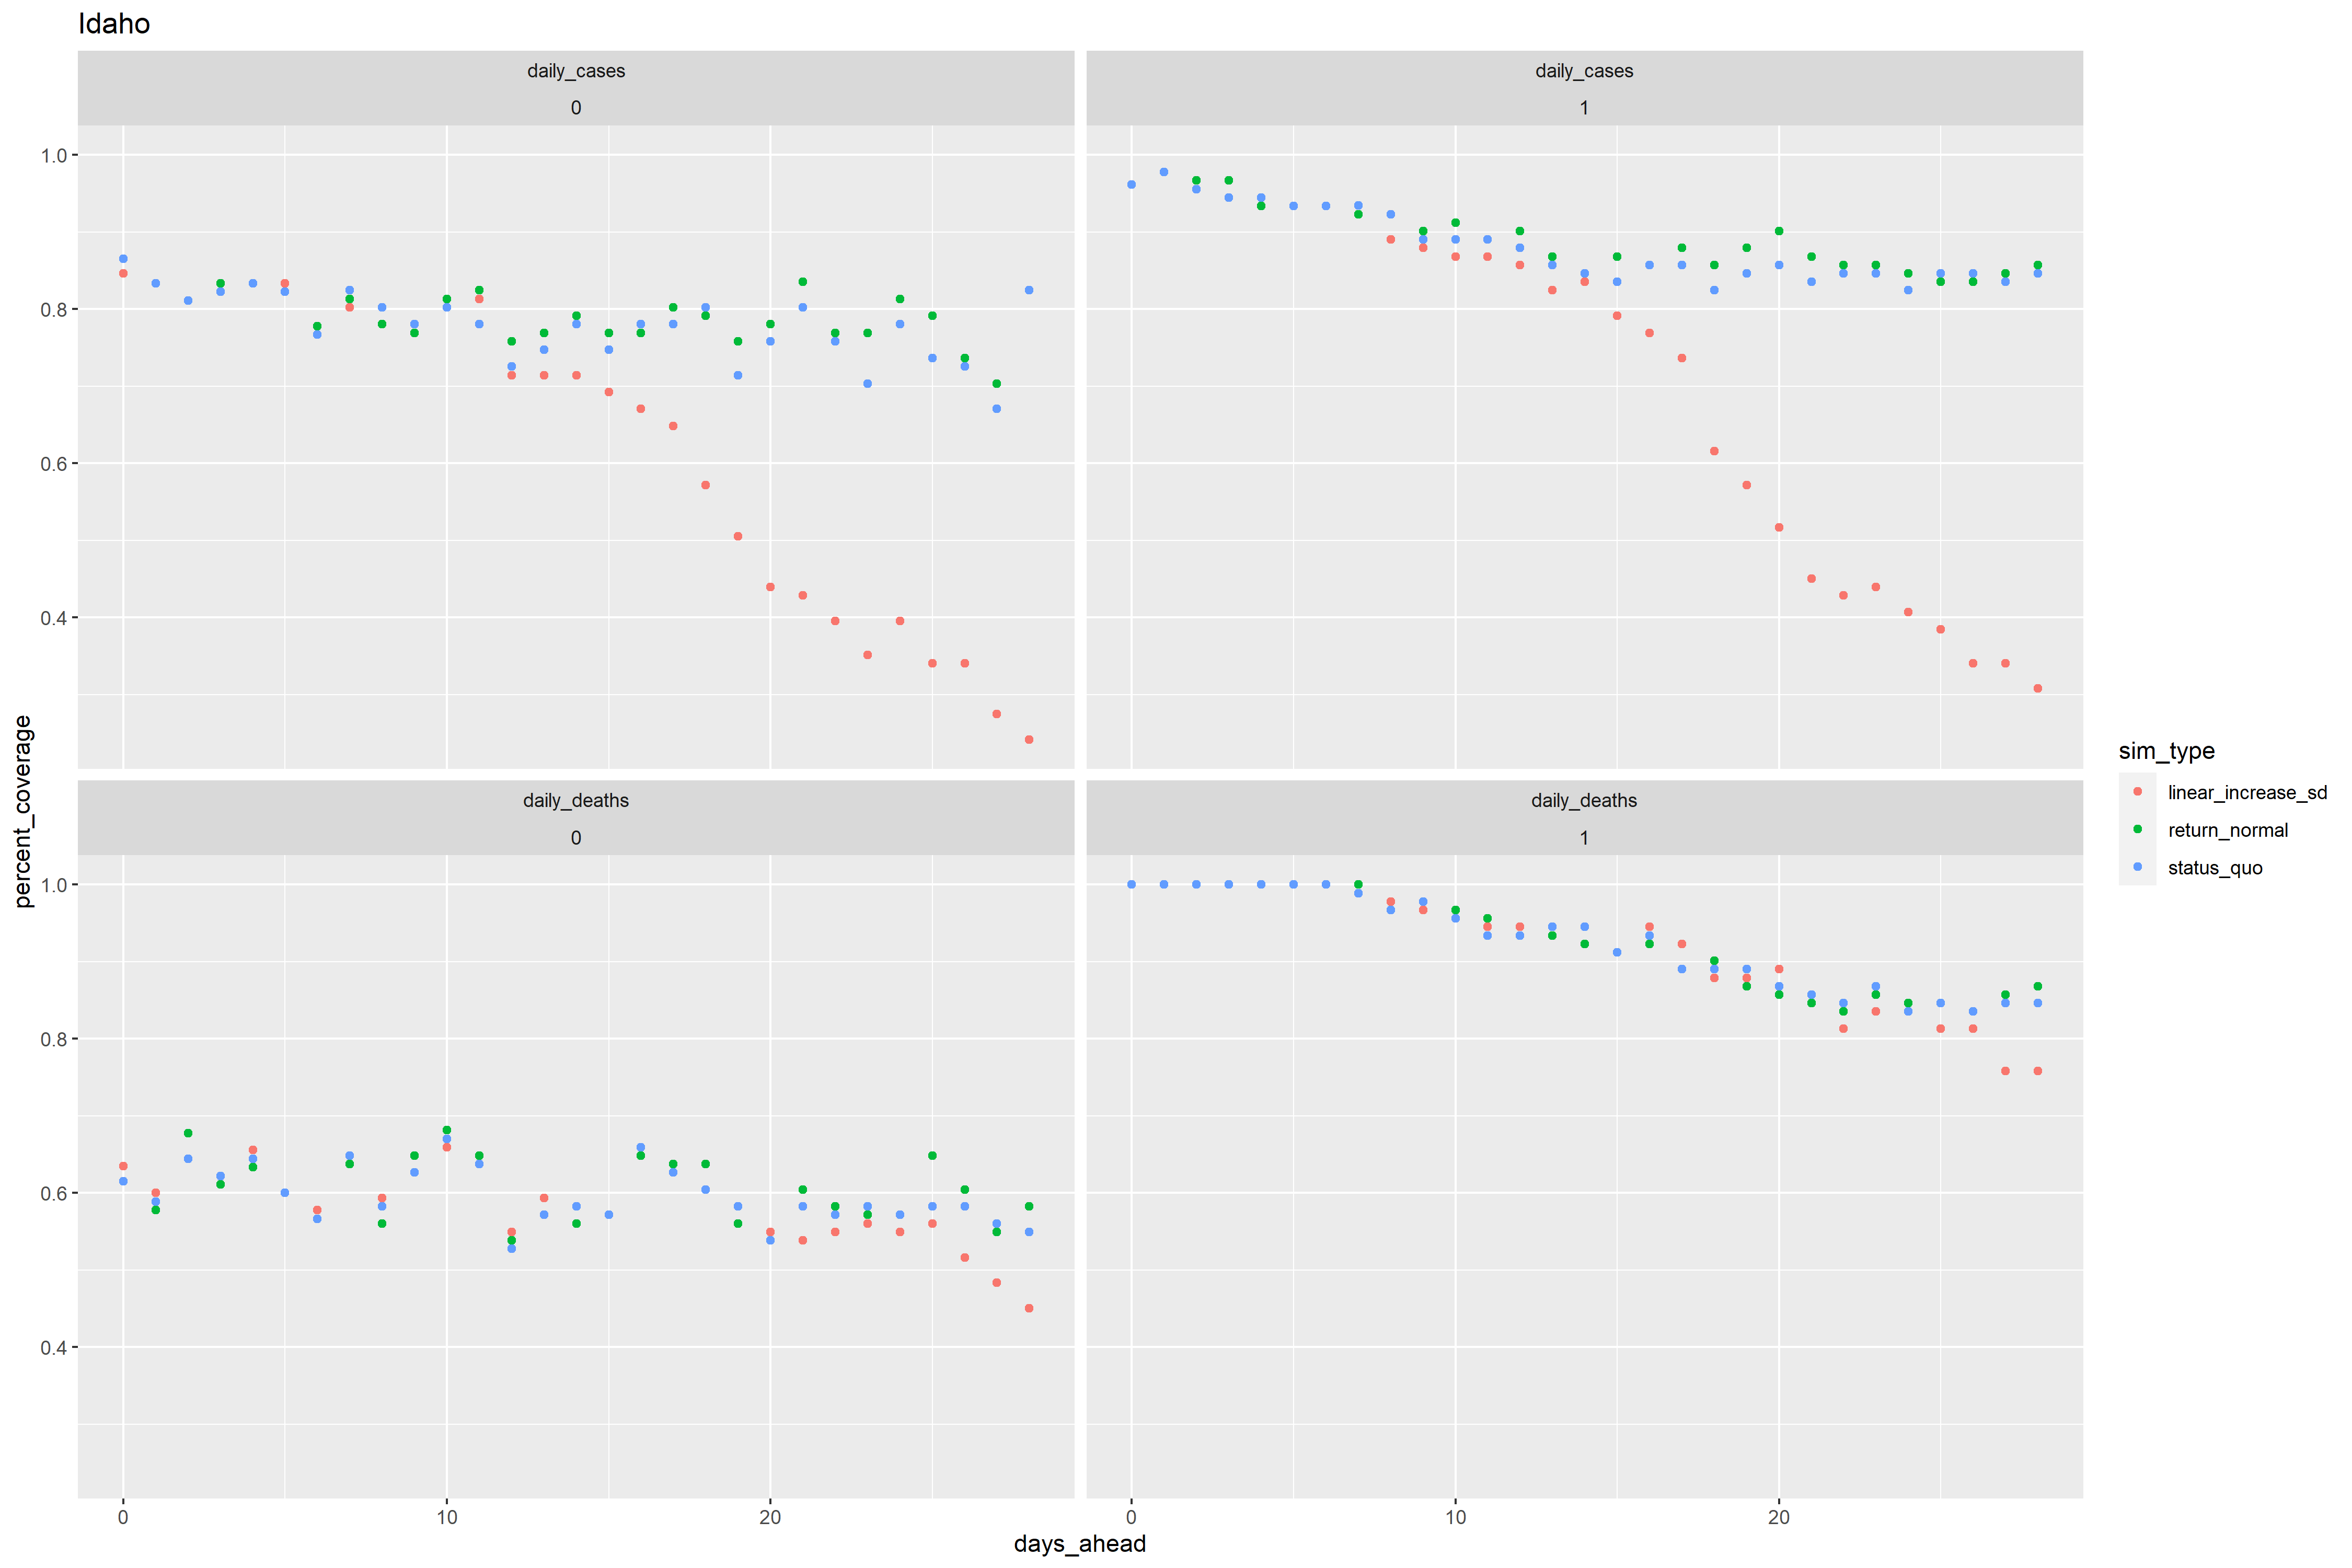 Idaho
daily_cases
0
daily_cases
1
1.0
0.8
0.6
0.4
daily_deaths
0
daily_deaths
1
1.0
0.8
0.6
0.4
0 10 20
0 10 20
days_ahead
percent_coverage
sim_type
linear_increase_sd
return_normal
status_quo